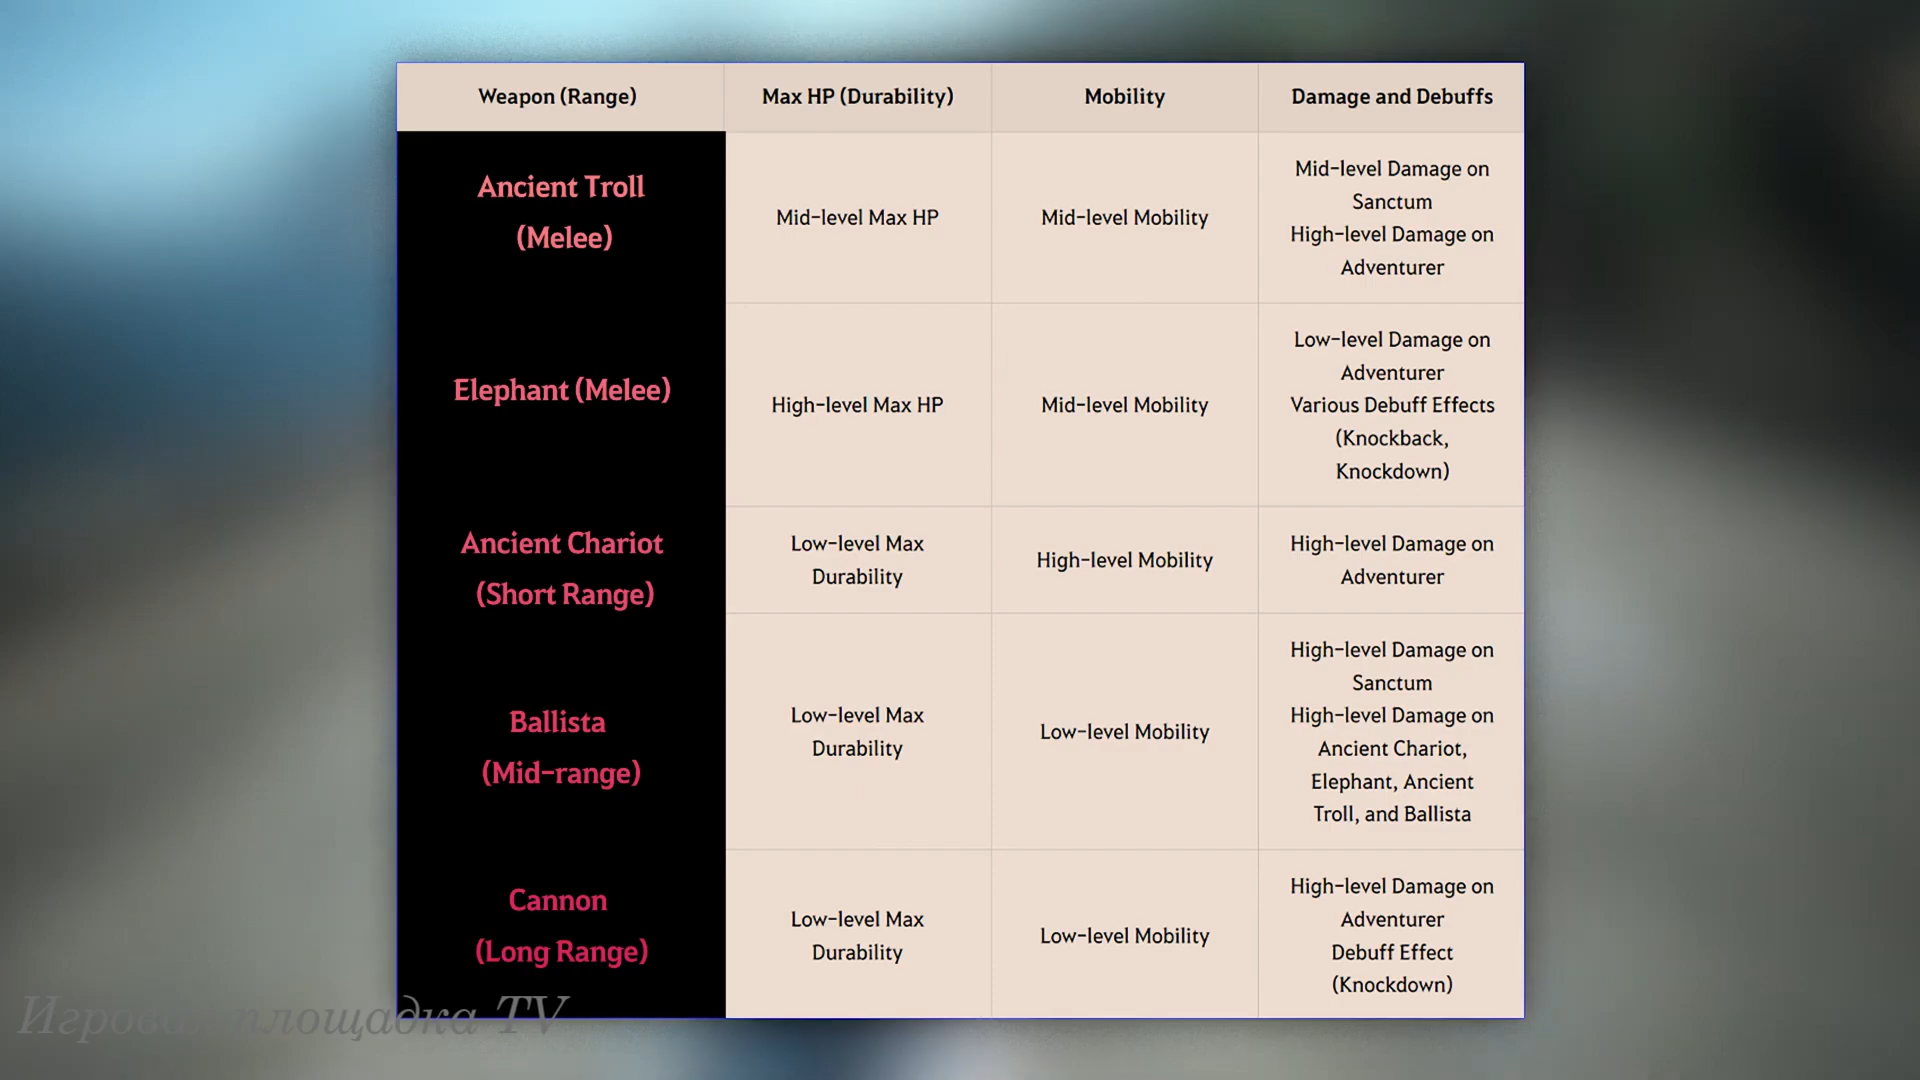 Weapon (Range)
Max HP (Durability)
Mobility
Damage and Debuffs
Ancient Troll
(Melee)
Mid-level Max HP
Mid-level Mobility
Mid-level Damage on
Sanctum
High-level Damage on
Adventurer
Elephant (Melee)
High-level Max HP
Mid-level Mobility
Low-level Damage on
Adventurer
Various Debuff Effects
(Knockback,
Knockdown)
Ancient Chariot
(Short Range)
Low-level Max
Durability
High-level Mobility
High-level Damage on
Adventurer
Ballista
(Mid-range)
Low-level Max
Durability
Low-level Mobility
High-level Damage on
Sanctum
High-level Damage on
Ancient Chariot,
Elephant, Ancient
Troll, and Ballista
Cannon
(Long Range)
Low-level Max
Durability
Low-level Mobility
High-level Damage on
Adventurer
Debuff Effect
(Knockdown)
Игровая площадка TV